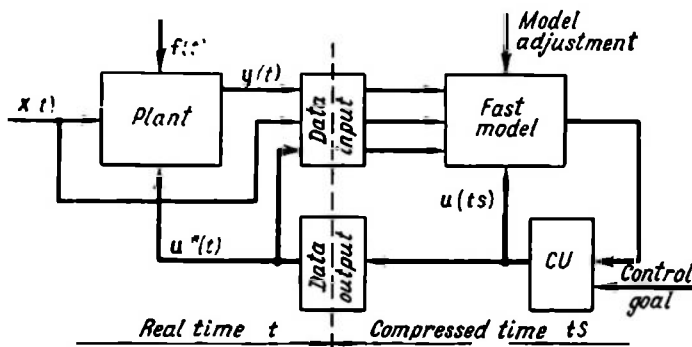 Model
adjustment
f(t)
y(t)
x(t)
Plant
Data
input
Fast
model
u(ts)
u*(t)
Data
output
CU
Control
goal
Real time t
Compressed time tS